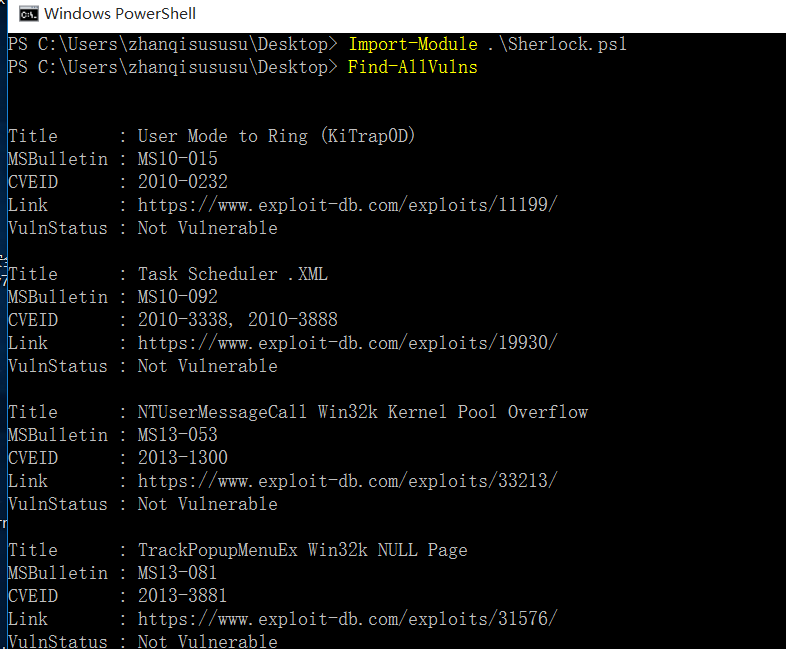 Windows PowerShell
PS C:\Users\zhanqisususu\Desktop> Import-Module .\Sherlock.ps1
PS C:\Users\zhanqisususu\Desktop> Find-AllVulns
Title      : User Mode to Ring (KiTrap0D)
MSBulletin : MS10-015
CVEID      : 2010-0232
Link       : https://www.exploit-db.com/exploits/11199/
VulnStatus : Not Vulnerable
Title      : Task Scheduler .XML
MSBulletin : MS10-092
CVEID      : 2010-3338, 2010-3888
Link       : https://www.exploit-db.com/exploits/19930/
VulnStatus : Not Vulnerable
Title      : NTUserMessageCall Win32k Kernel Pool Overflow
MSBulletin : MS13-053
CVEID      : 2013-1300
Link       : https://www.exploit-db.com/exploits/33213/
VulnStatus : Not Vulnerable
Title      : TrackPopupMenuEx Win32k NULL Page
MSBulletin : MS13-081
CVEID      : 2013-3881
Link       : https://www.exploit-db.com/exploits/31576/
VulnStatus : Not Vulnerable